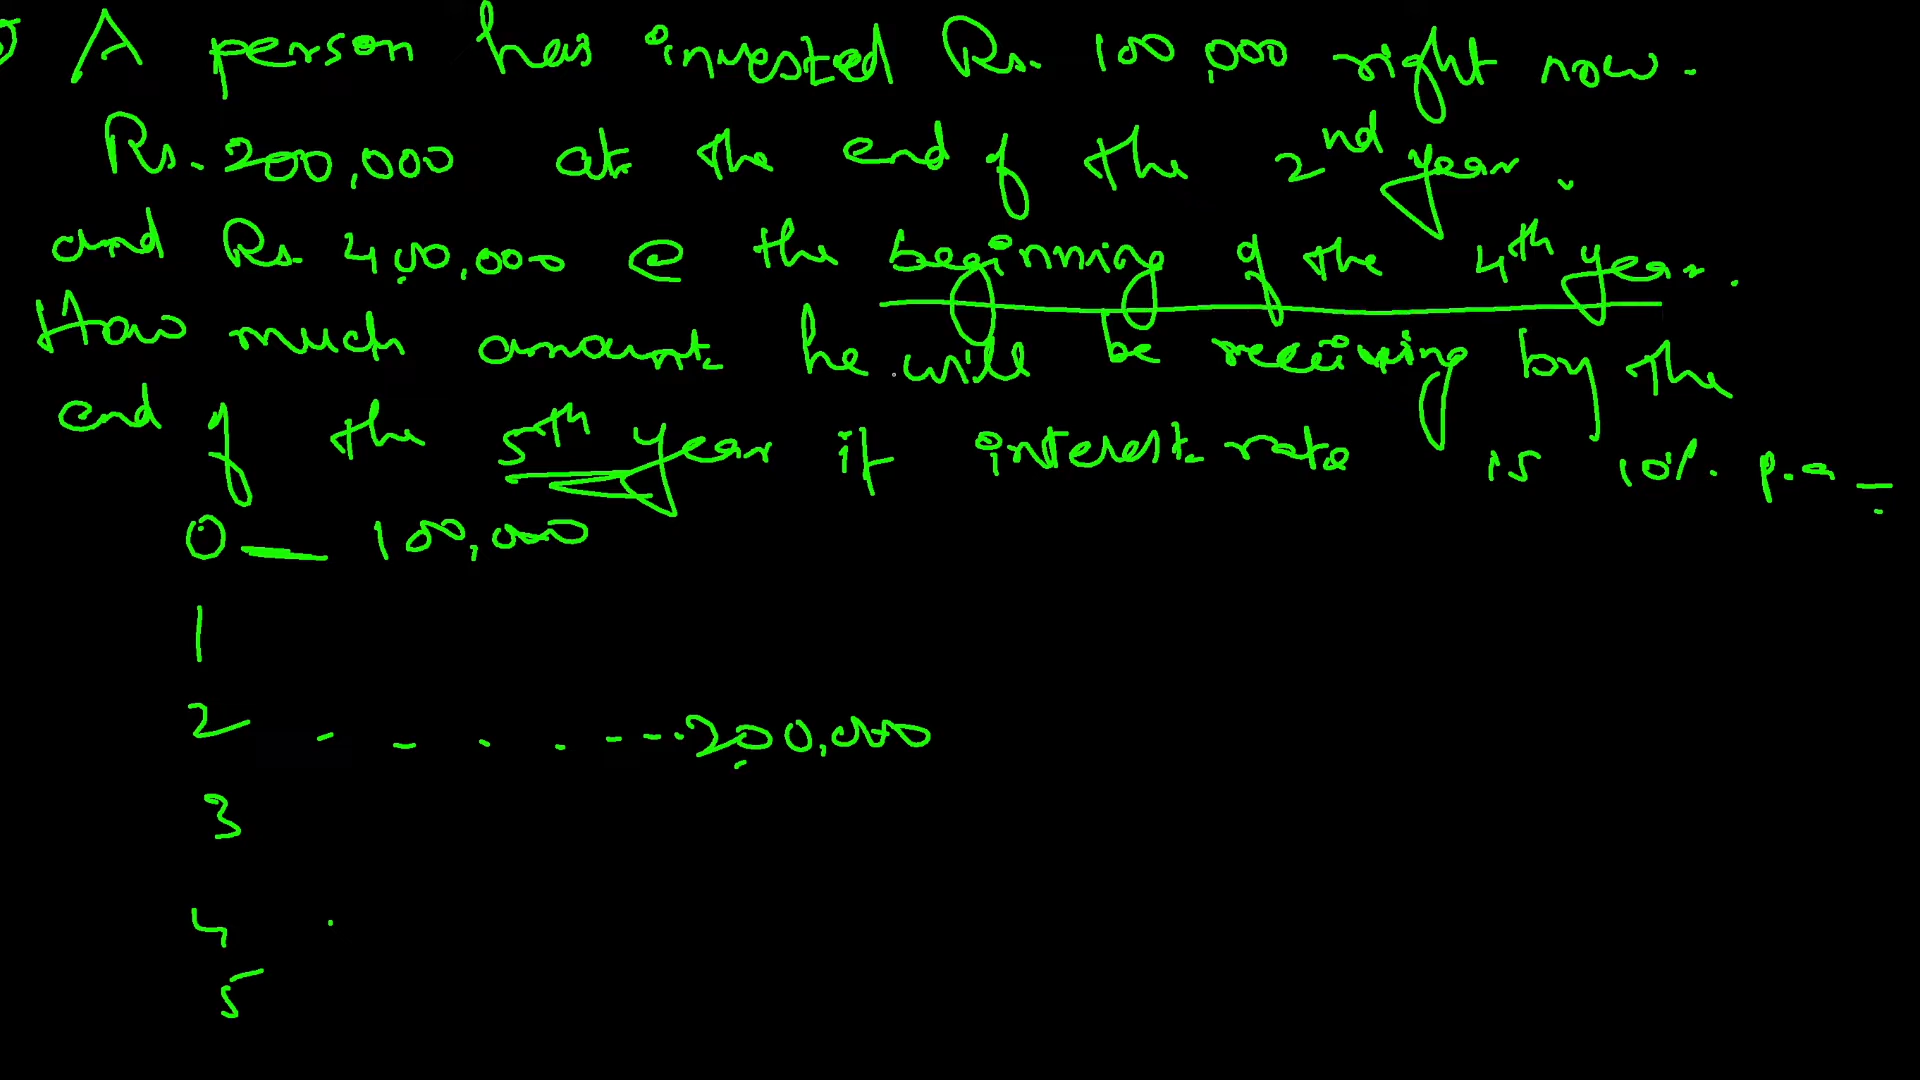 A person has invested Rs. 100,000 right now.
Rs. 200,000 at the end of the 2nd year.
and Rs. 400,000 @ the beginning of the 4th year.
How much amount he will be receiving by the
end of the 5th year if interest rate is 10% p.a
0 — 100,000
1
2 - - - - - - - . 200,000
3
4
5